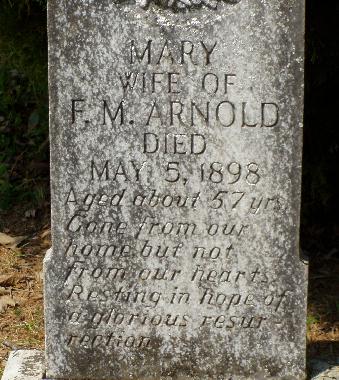 MARY
WIFE OF
F. M. ARNOLD
DIED
MAY 5, 1898
Aged about 57 yrs
Gone from our
home but not
from our hearts
Resting in hope of
a glorious resur-
rection.